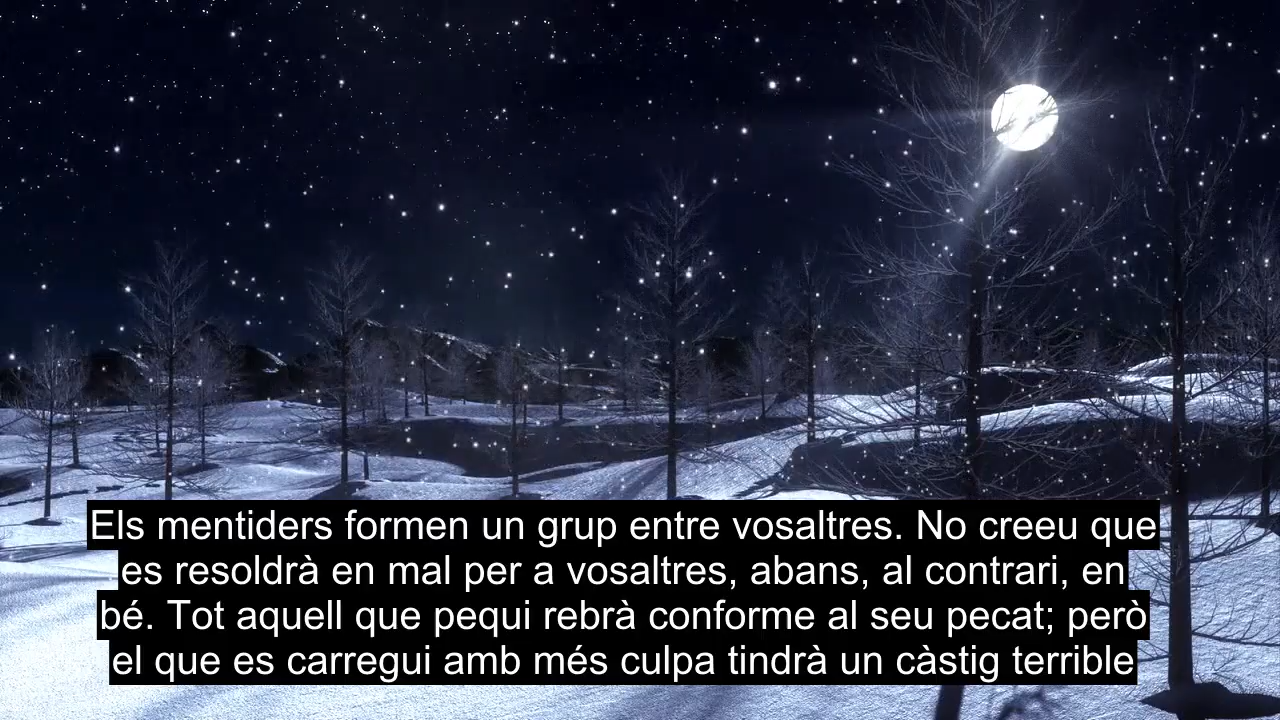 Els mentiders formen un grup entre vosaltres. No creeu que
es resoldrà en mal per a vosaltres, abans, al contrari, en
bé. Tot aquell que pequi rebrà conforme al seu pecat; però
el que es carregui amb més culpa tindrà un càstig terrible